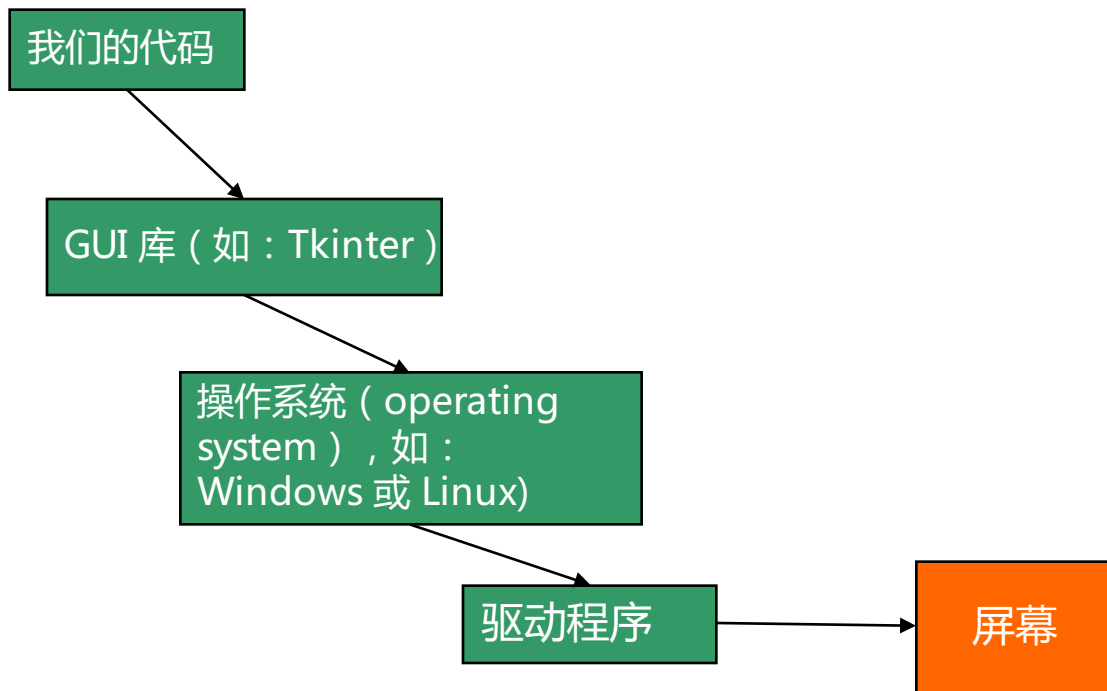 我们的代码
GUI 库（如：Tkinter）
操作系统（operating
system），如：
Windows 或 Linux)
驱动程序
屏幕